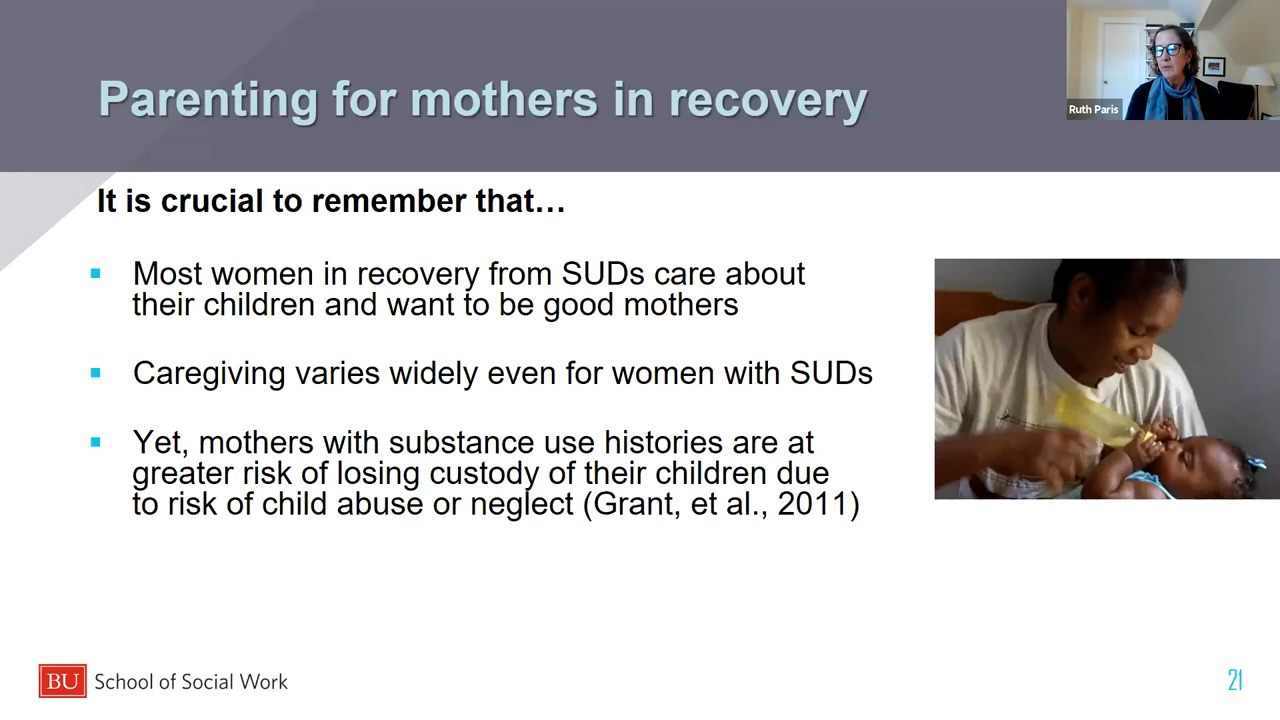 Parenting for mothers in recovery
Ruth Paris
It is crucial to remember that…
Most women in recovery from SUDs care about
their children and want to be good mothers
Caregiving varies widely even for women with SUDs
Yet, mothers with substance use histories are at
greater risk of losing custody of their children due
to risk of child abuse or neglect (Grant, et al., 2011)
BU School of Social Work
21